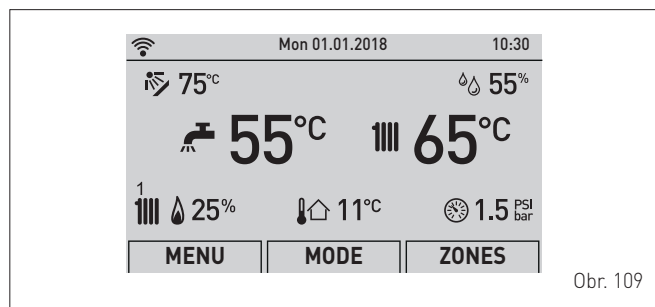 Mon 01.01.2018 10:30
75°C 55%
55°C 65°C
1
25% 11°C 1.5 PSI bar
MENU MODE ZONES
Obr. 109